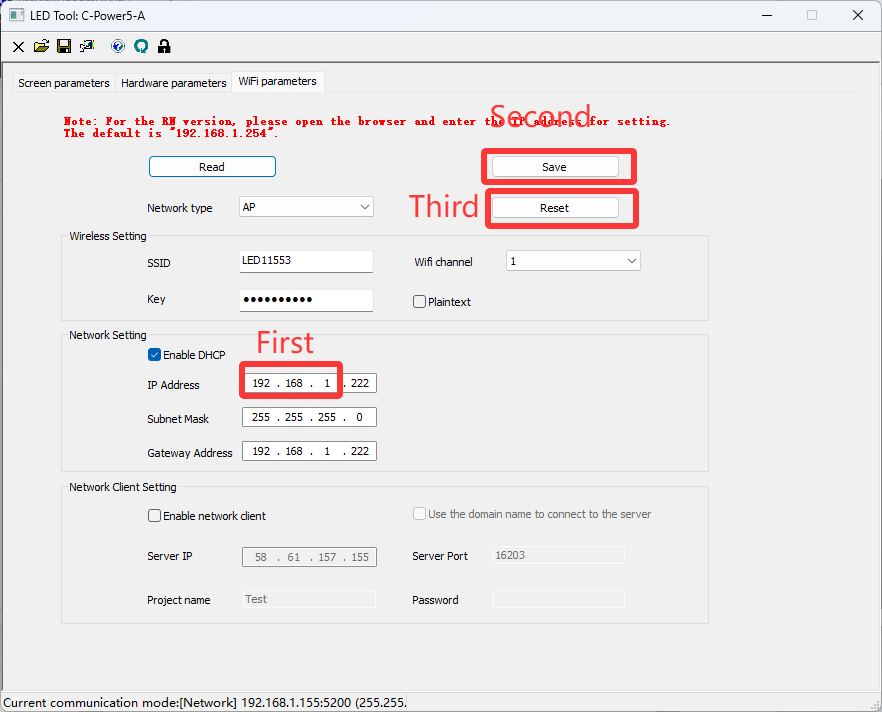 LED Tool: C-Power5-A
Screen parameters Hardware parameters WiFi parameters
Second
Note: For the RM version, please open the browser and enter the IP address for setting.
The default is "192.168.1.254".
Read Save
Network type AP Third Reset
Wireless Setting
SSID LED11553 Wifi channel 1
Key ●●●●●●●●●● Plaintext
Network Setting First
Enable DHCP
IP Address 192 . 168 . 1 . 222
Subnet Mask 255 . 255 . 255 . 0
Gateway Address 192 . 168 . 1 . 222
Network Client Setting
Enable network client Use the domain name to connect to the server
Server IP 58 . 61 . 157 . 155 Server Port 16203
Project name Test Password
Current communication mode:[Network] 192.168.1.155:5200 (255.255.